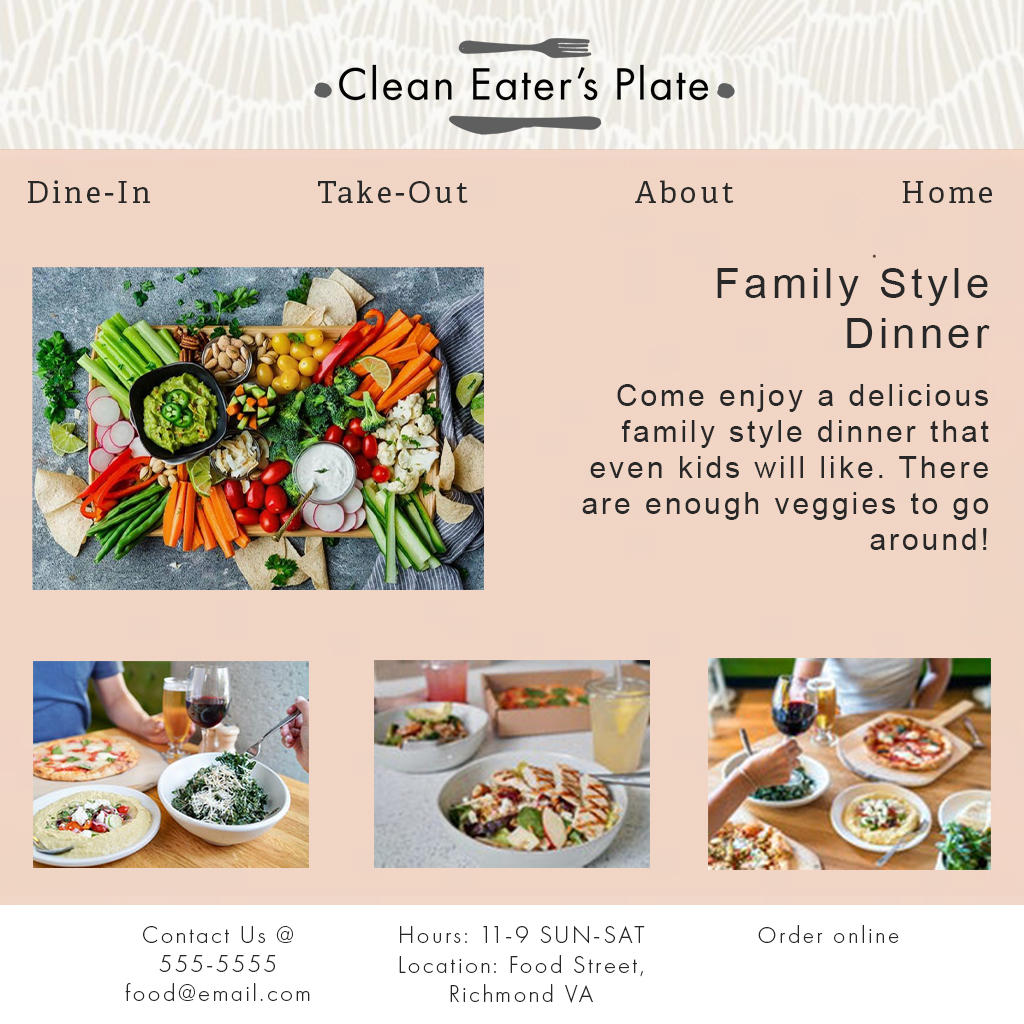 Clean Eater’s Plate
Dine-In
Take-Out
About
Home
Family Style
Dinner
Come enjoy a delicious
family style dinner that
even kids will like. There
are enough veggies to go
around!
Contact Us @
555-5555
food@email.com
Hours: 11-9 SUN-SAT
Location: Food Street,
Richmond VA
Order online